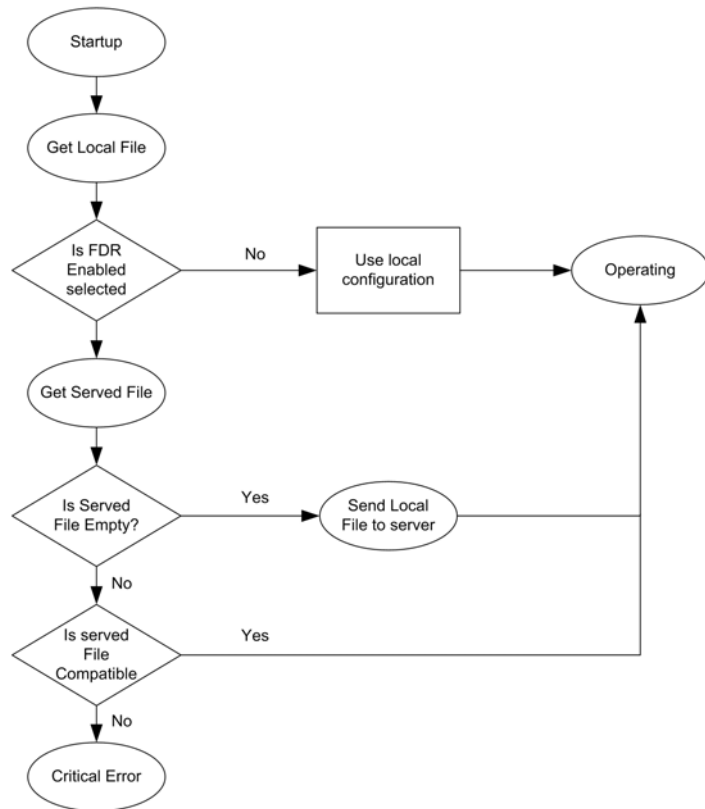 Startup
Get Local File
Is FDR
Enabled
selected
No
Use local
configuration
Operating
Get Served File
Is Served
File Empty?
Yes
Send Local
File to server
No
Is served
File
Compatible
Yes
No
Critical Error